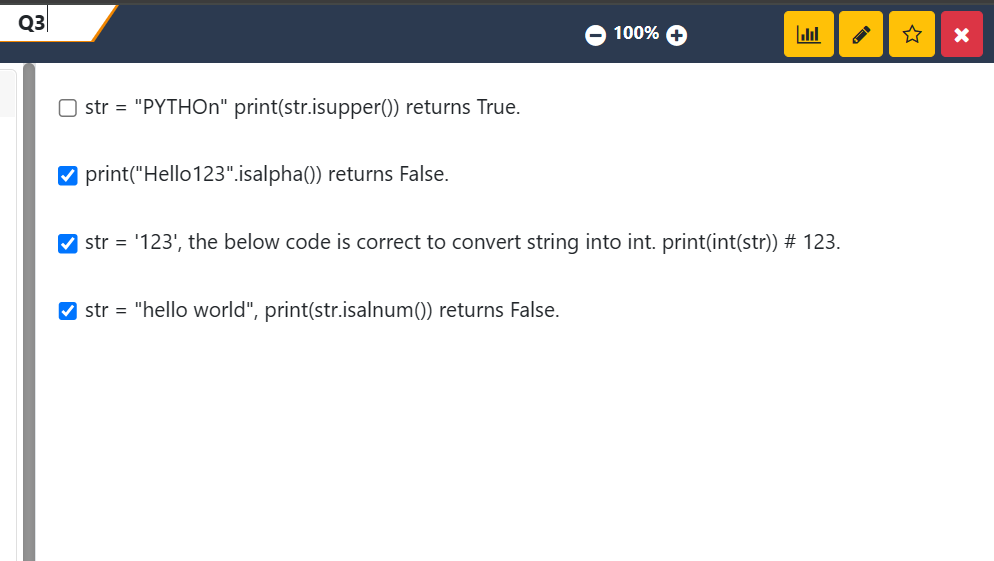 Q3
100%
str = "PYTHOn" print(str.isupper()) returns True.
print("Hello123".isalpha()) returns False.
str = '123', the below code is correct to convert string into int. print(int(str)) # 123.
str = "hello world", print(str.isalnum()) returns False.